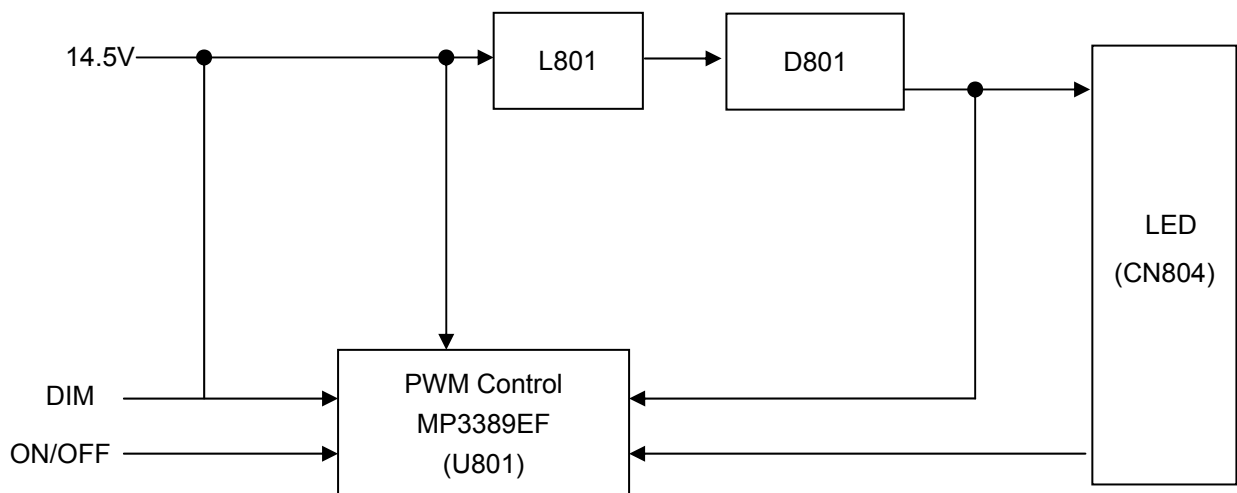 14.5V
L801
D801
LED
(CN804)
DIM
ON/OFF
PWM Control
MP3389EF
(U801)